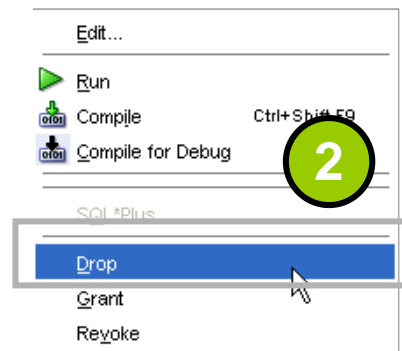 Edit...
Run
Compile Ctrl+Shift F9
Compile for Debug
2
SQL*Plus
Drop
Grant
Revoke